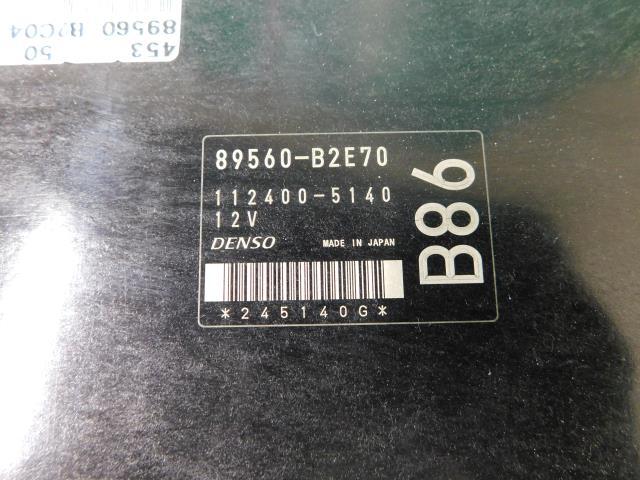 453 50
89560 B2C04
89560-B2E70
112400-5140
12V
DENSO MADE IN JAPAN
*245140G*
B86